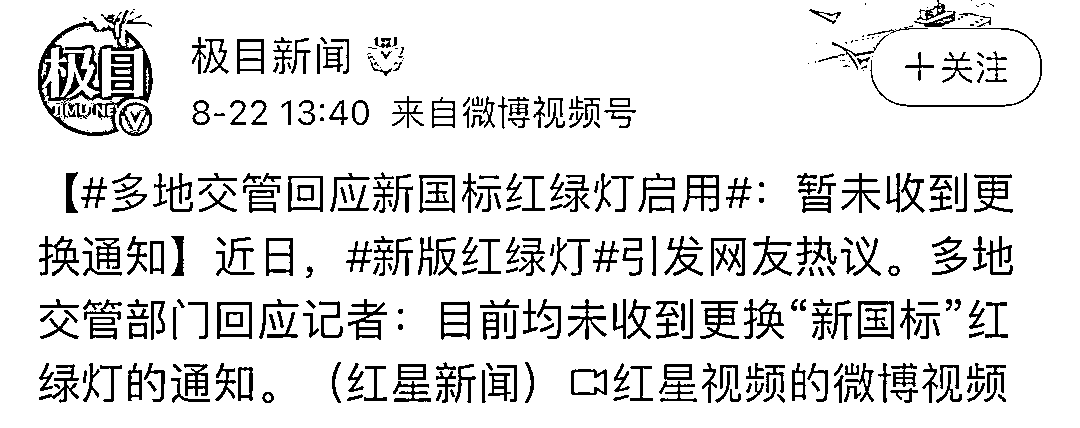 极目
JIMU NE
极目新闻
8-22 13:40 来自微博视频号
+关注
【#多地交管回应新国标红绿灯启用#：暂未收到更
换通知】近日，#新版红绿灯#引发网友热议。多地
交管部门回应记者：目前均未收到更换“新国标”红
绿灯的通知。（红星新闻）红星视频的微博视频